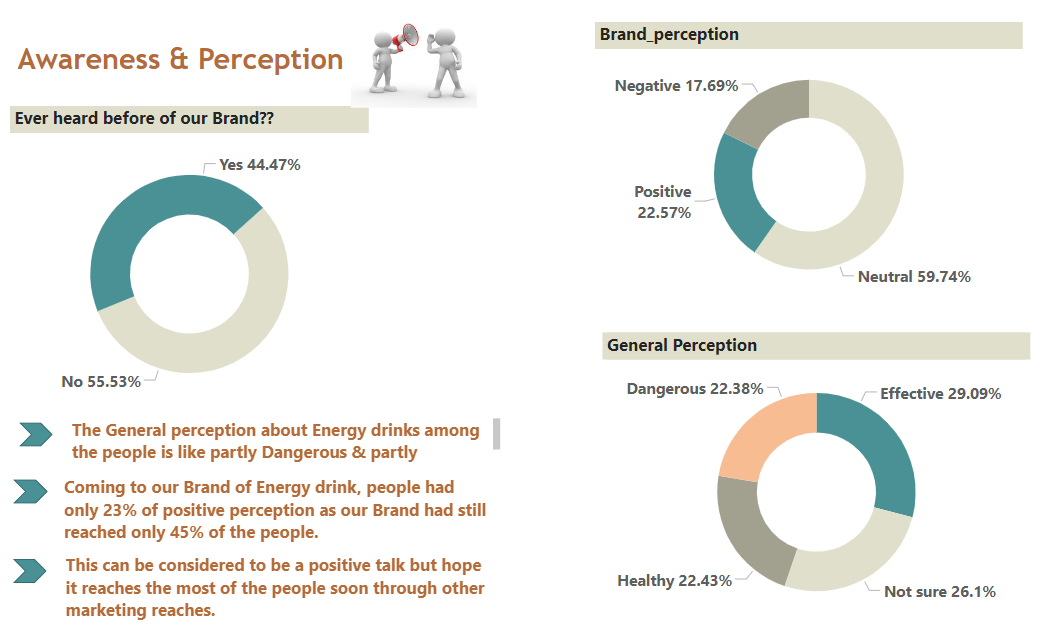 Awareness & Perception
Ever heard before of our Brand??
Yes 44.47%
No 55.53%
The General perception about Energy drinks among
the people is like partly Dangerous & partly
Coming to our Brand of Energy drink, people had
only 23% of positive perception as our Brand had still
reached only 45% of the people.
This can be considered to be a positive talk but hope
it reaches the most of the people soon through other
marketing reaches.
Brand_perception
Negative 17.69%
Positive
22.57%
Neutral 59.74%
General Perception
Dangerous 22.38%
Effective 29.09%
Healthy 22.43%
Not sure 26.1%